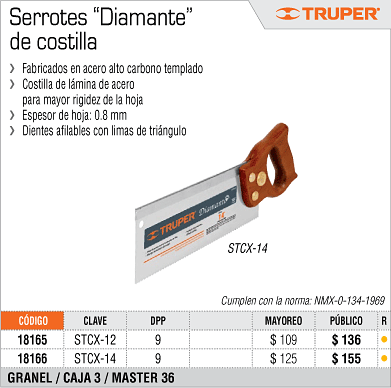 Serrotes “Diamante”
de costilla
TRUPER®
Fabricados en acero alto carbono templado
Costilla de lámina de acero
para mayor rigidez de la hoja
Espesor de hoja: 0.8 mm
Dientes afilables con limas de triángulo
TRUPER
Diamante
STCX-14
Cumplen con la norma: NMX-O-134-1969
CÓDIGO CLAVE DPP MAYOREO PÚBLICO R
18165 STCX-12 9 $ 109 $ 136
18166 STCX-14 9 $ 125 $ 155
GRANEL / CAJA 3 / MASTER 36